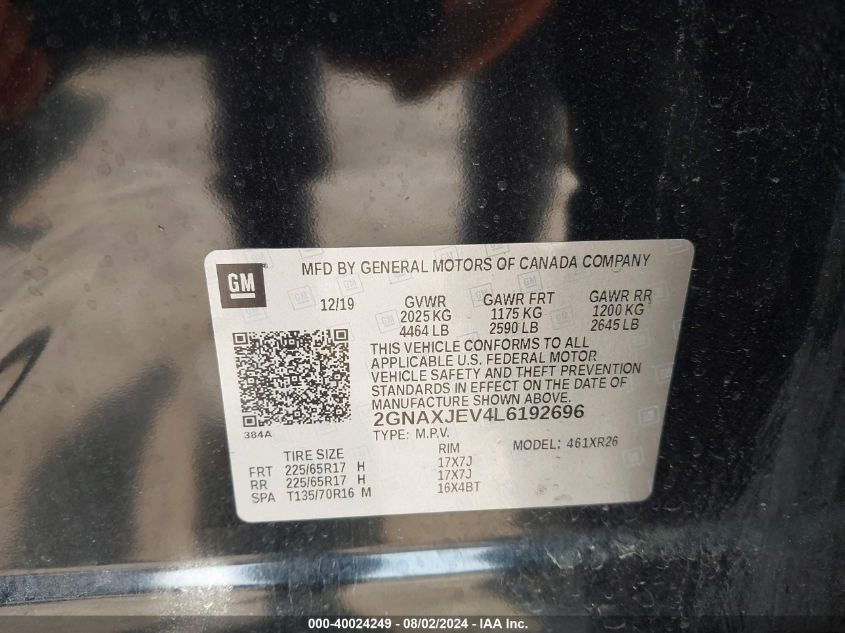 GM
MFD BY GENERAL MOTORS OF CANADA COMPANY
12/19 GVWR GAWR FRT GAWR RR
2025 KG 1175 KG 1200 KG
4464 LB 2590 LB 2645 LB
THIS VEHICLE CONFORMS TO ALL
APPLICABLE U.S. FEDERAL MOTOR
VEHICLE SAFETY AND THEFT PREVENTION
STANDARDS IN EFFECT ON THE DATE OF
MANUFACTURE SHOWN ABOVE.
2GNAXJEV4L6192696
384A
TYPE: M.P.V. MODEL: 461XR26
TIRE SIZE RIM
FRT 225/65R17 H 17X7J
RR 225/65R17 H 17X7J
SPA T135/70R16 M 16X4BT
000-40024249 - 08/02/2024 - IAA Inc.